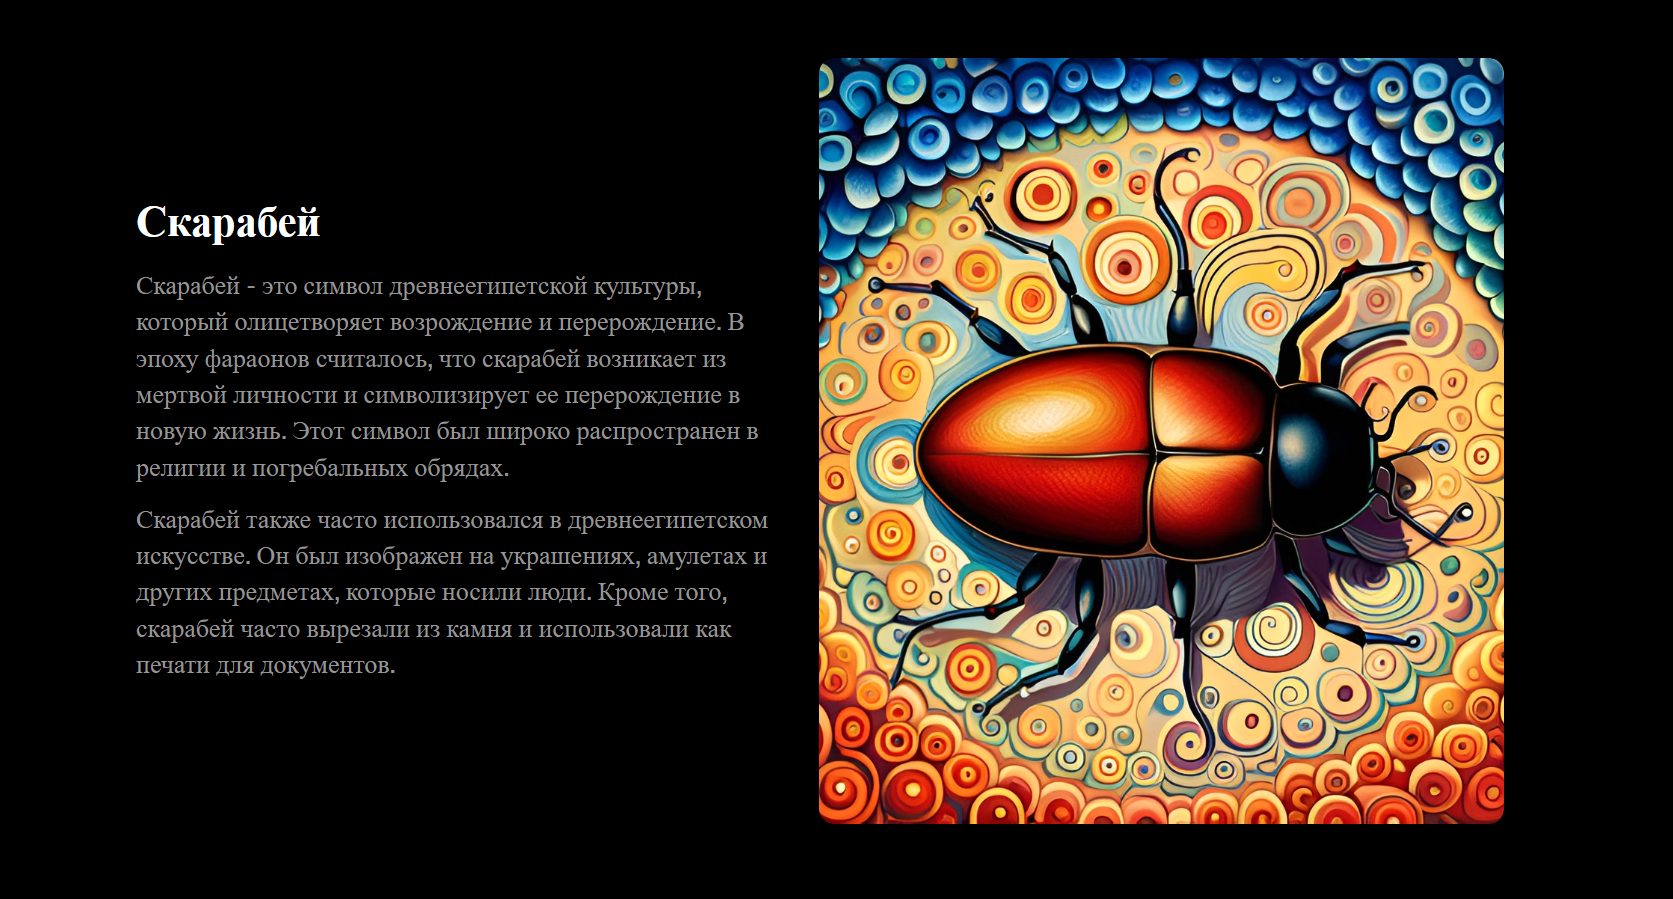 Скарабей
Скарабей - это символ древнеегипетской культуры,
который олицетворяет возрождение и перерождение. В
эпоху фараонов считалось, что скарабей возникает из
мертвой личности и символизирует ее перерождение в
новую жизнь. Этот символ был широко распространен в
религии и погребальных обрядах.
Скарабей также часто использовался в древнеегипетском
искусстве. Он был изображен на украшениях, амулетах и
других предметах, которые носили люди. Кроме того,
скарабей часто вырезали из камня и использовали как
печати для документов.